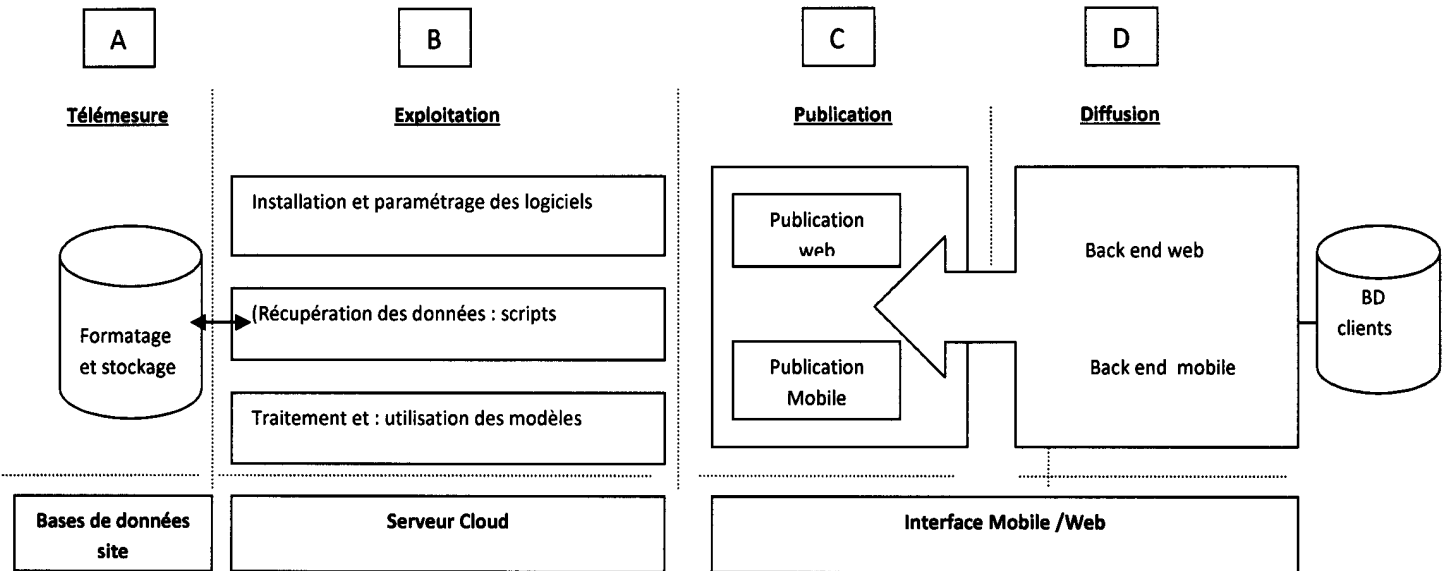 A
B
C
D
Télémesure
Exploitation
Publication
Diffusion
Installation et paramétrage des logiciels
(Récupération des données : scripts
Traitement et : utilisation des modèles
Formatage
et stockage
Publication
web
Publication
Mobile
Back end web
Back end mobile
BD
clients
Bases de données
site
Serveur Cloud
Interface Mobile /Web